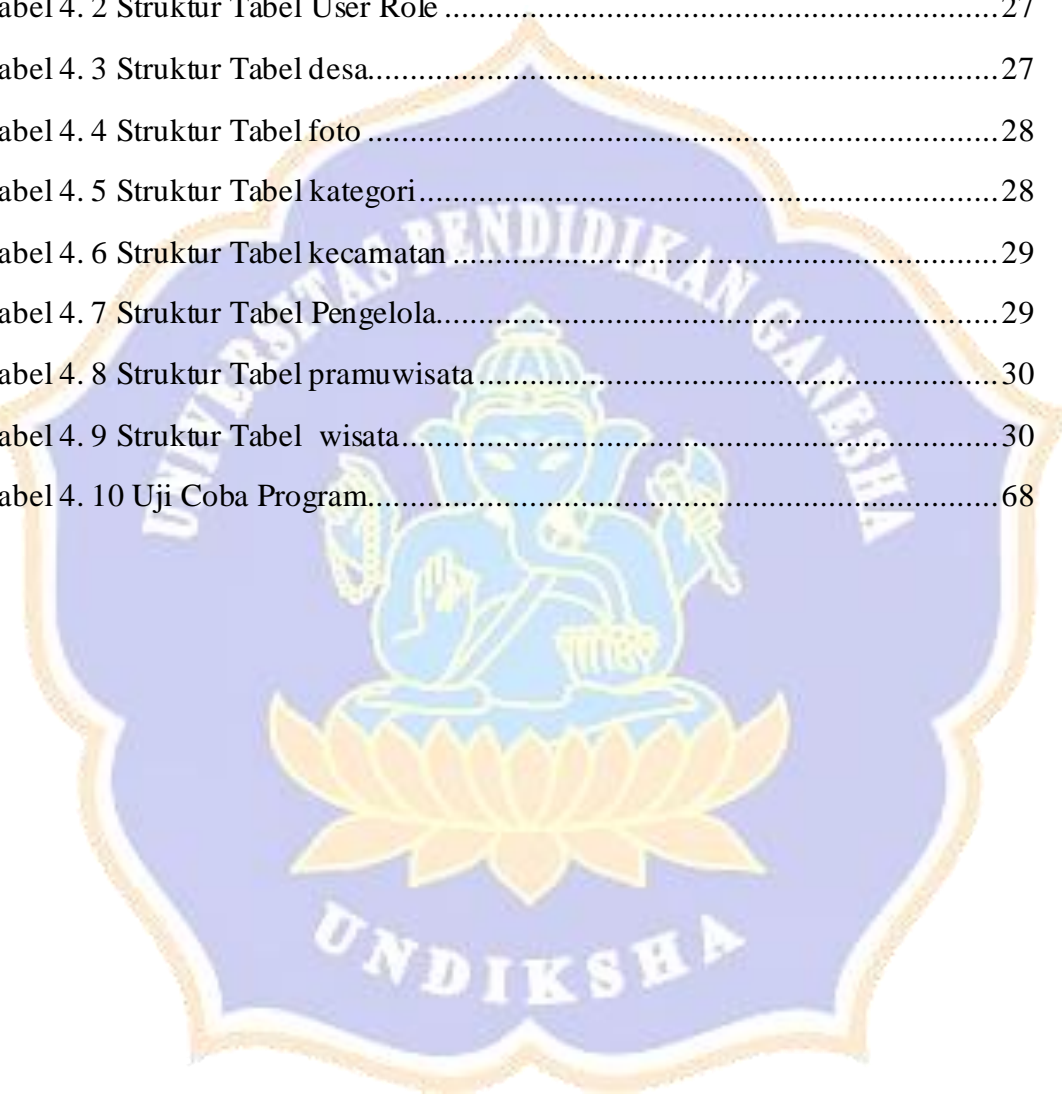 abel 4. 2 Struktur Tabel User Role ........................................................................ 27
abel 4. 3 Struktur Tabel desa................................................................................ 27
abel 4. 4 Struktur Tabel foto ................................................................................ 28
abel 4. 5 Struktur Tabel kategori.......................................................................... 28
abel 4. 6 Struktur Tabel kecamatan ..................................................................... 29
abel 4. 7 Struktur Tabel Pengelola....................................................................... 29
abel 4. 8 Struktur Tabel pramuwisata .................................................................. 30
abel 4. 9 Struktur Tabel  wisata............................................................................ 30
abel 4. 10 Uji Coba Program................................................................................ 68
UNIVERSITAS PENDIDIKAN GANESHA
UNDIKSHA